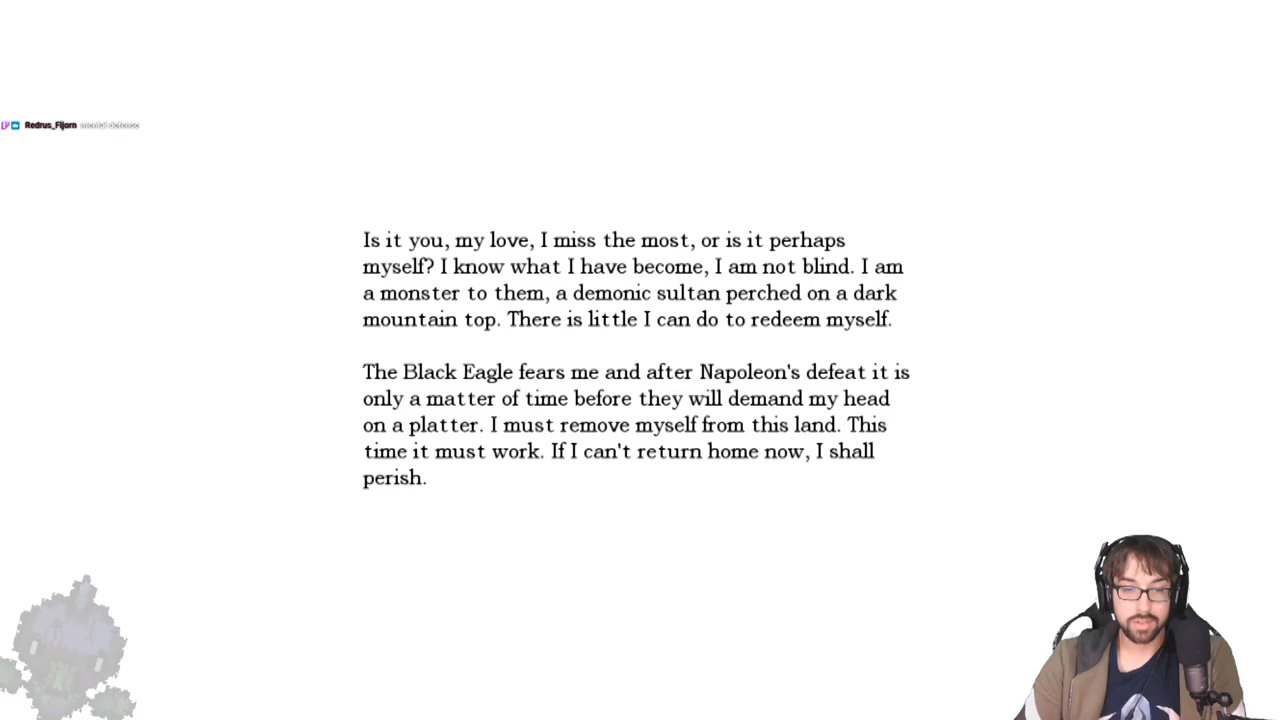 Redrus_Fijorn mental defense
Is it you, my love, I miss the most, or is it perhaps
myself? I know what I have become, I am not blind. I am
a monster to them, a demonic sultan perched on a dark
mountain top. There is little I can do to redeem myself.
The Black Eagle fears me and after Napoleon's defeat it is
only a matter of time before they will demand my head
on a platter. I must remove myself from this land. This
time it must work. If I can't return home now, I shall
perish.